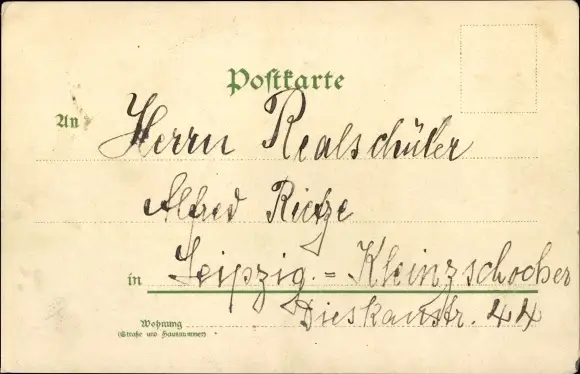 Postkarte
An Herrn Realschüler
Alfred Rietze
in Leipzig.-Kleinzschocher
Dieskaustr. 44
Wohnung
(Straße und Hausnummer)